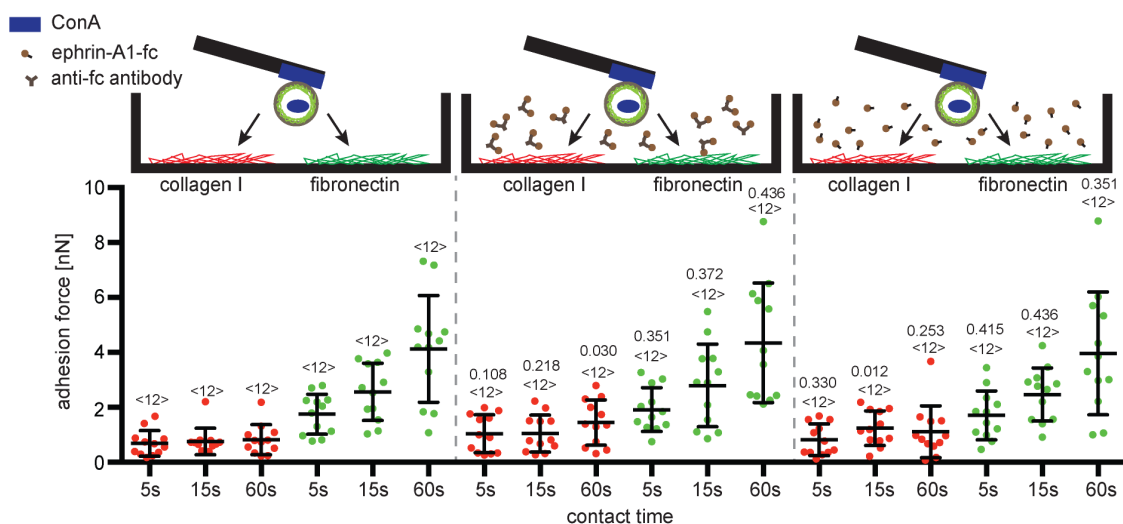 ConA
ephrin-A1-fc
anti-fc antibody
collagen I
fibronectin
collagen I
fibronectin
collagen I
fibronectin
adhesion force [nN]
10
8
6
4
2
0
<12>
<12>
<12>
<12>
<12>
<12>
0.108
<12>
0.218
<12>
0.030
<12>
0.351
<12>
0.372
<12>
0.436
<12>
0.330
<12>
0.012
<12>
0.253
<12>
0.415
<12>
0.436
<12>
0.351
<12>
5s
15s
60s
5s
15s
60s
5s
15s
60s
5s
15s
60s
5s
15s
60s
5s
15s
60s
contact time